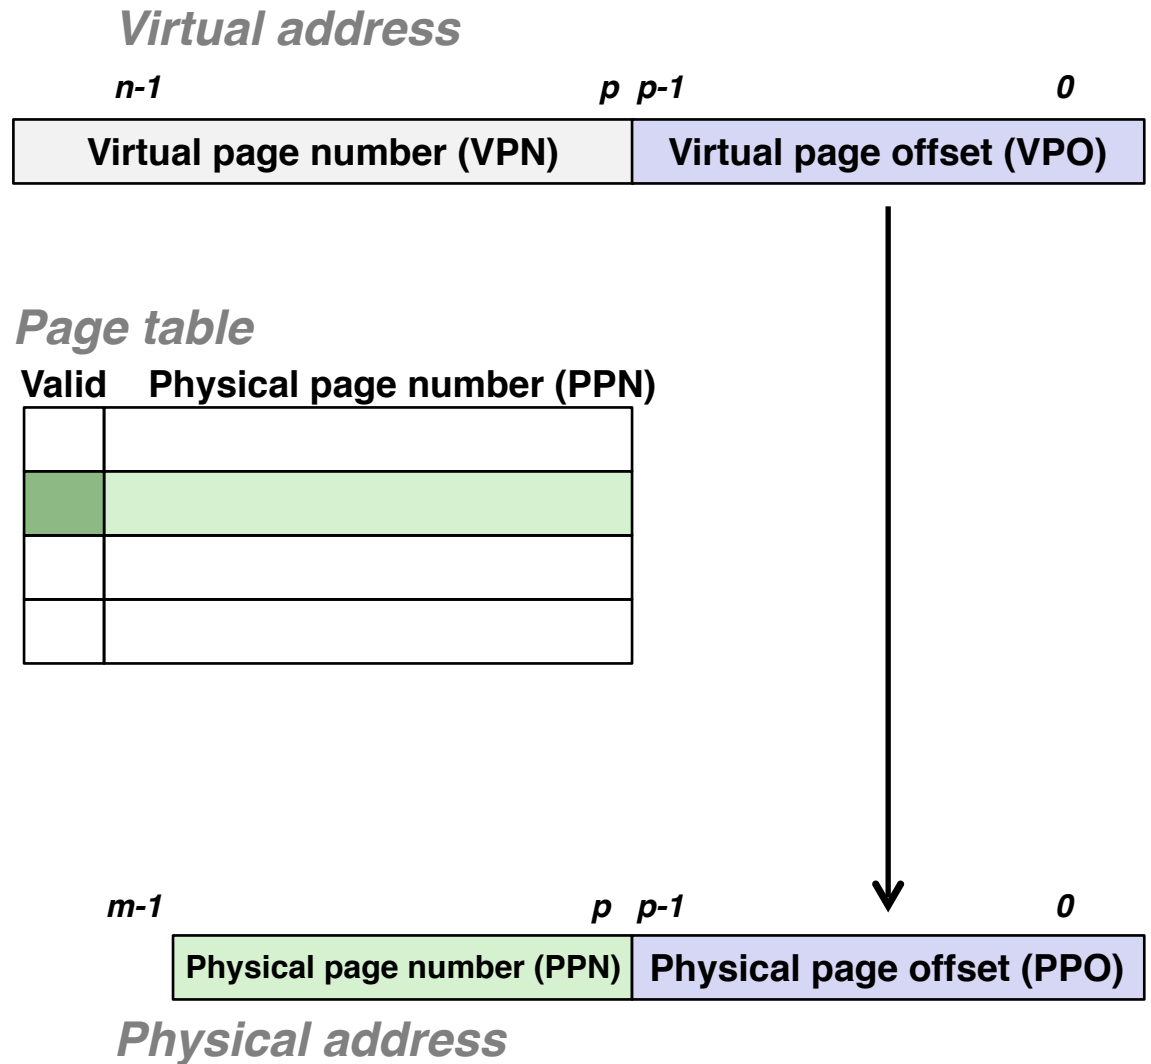 Virtual address
n-1 p p-1 0
Virtual page number (VPN) Virtual page offset (VPO)
Page table
Valid Physical page number (PPN)
m-1 p p-1 0
Physical page number (PPN) Physical page offset (PPO)
Physical address